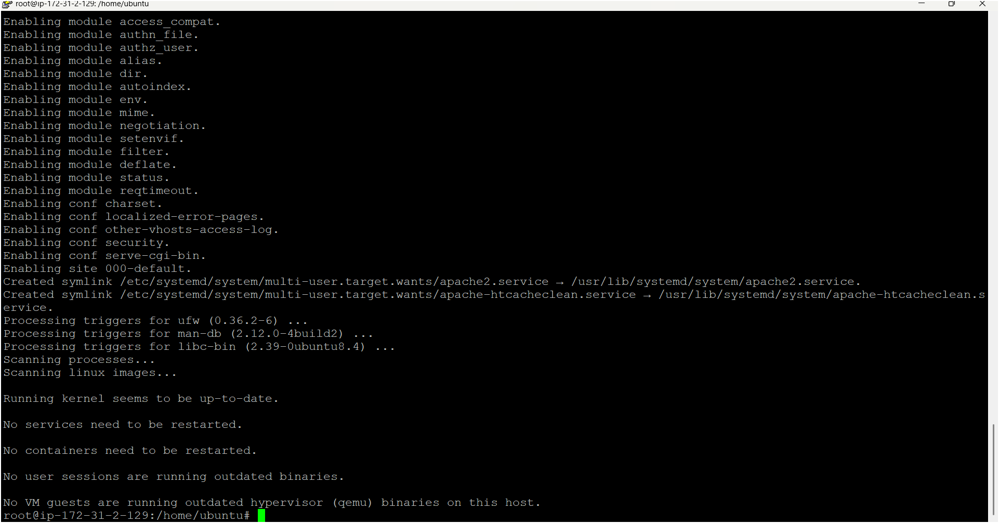 root@ip-172-31-2-129: /home/ubuntu
Enabling module access_compat.
Enabling module authn_file.
Enabling module authz_user.
Enabling module alias.
Enabling module dir.
Enabling module autoindex.
Enabling module env.
Enabling module mime.
Enabling module negotiation.
Enabling module setenvif.
Enabling module filter.
Enabling module deflate.
Enabling module status.
Enabling module reqtimeout.
Enabling conf charset.
Enabling conf localized-error-pages.
Enabling conf other-vhosts-access-log.
Enabling conf security.
Enabling conf serve-cgi-bin.
Enabling site 000-default.
Created symlink /etc/systemd/system/multi-user.target.wants/apache2.service → /usr/lib/systemd/system/apache2.service.
Created symlink /etc/systemd/system/multi-user.target.wants/apache-htcacheclean.service → /usr/lib/systemd/system/apache-htcacheclean.s
ervice.
Processing triggers for ufw (0.36.2-6) ...
Processing triggers for man-db (2.12.0-4build2) ...
Processing triggers for libc-bin (2.39-0ubuntu8.4) ...
Scanning processes...
Scanning linux images...
Running kernel seems to be up-to-date.
No services need to be restarted.
No containers need to be restarted.
No user sessions are running outdated binaries.
No VM guests are running outdated hypervisor (qemu) binaries on this host.
root@ip-172-31-2-129:/home/ubuntu#